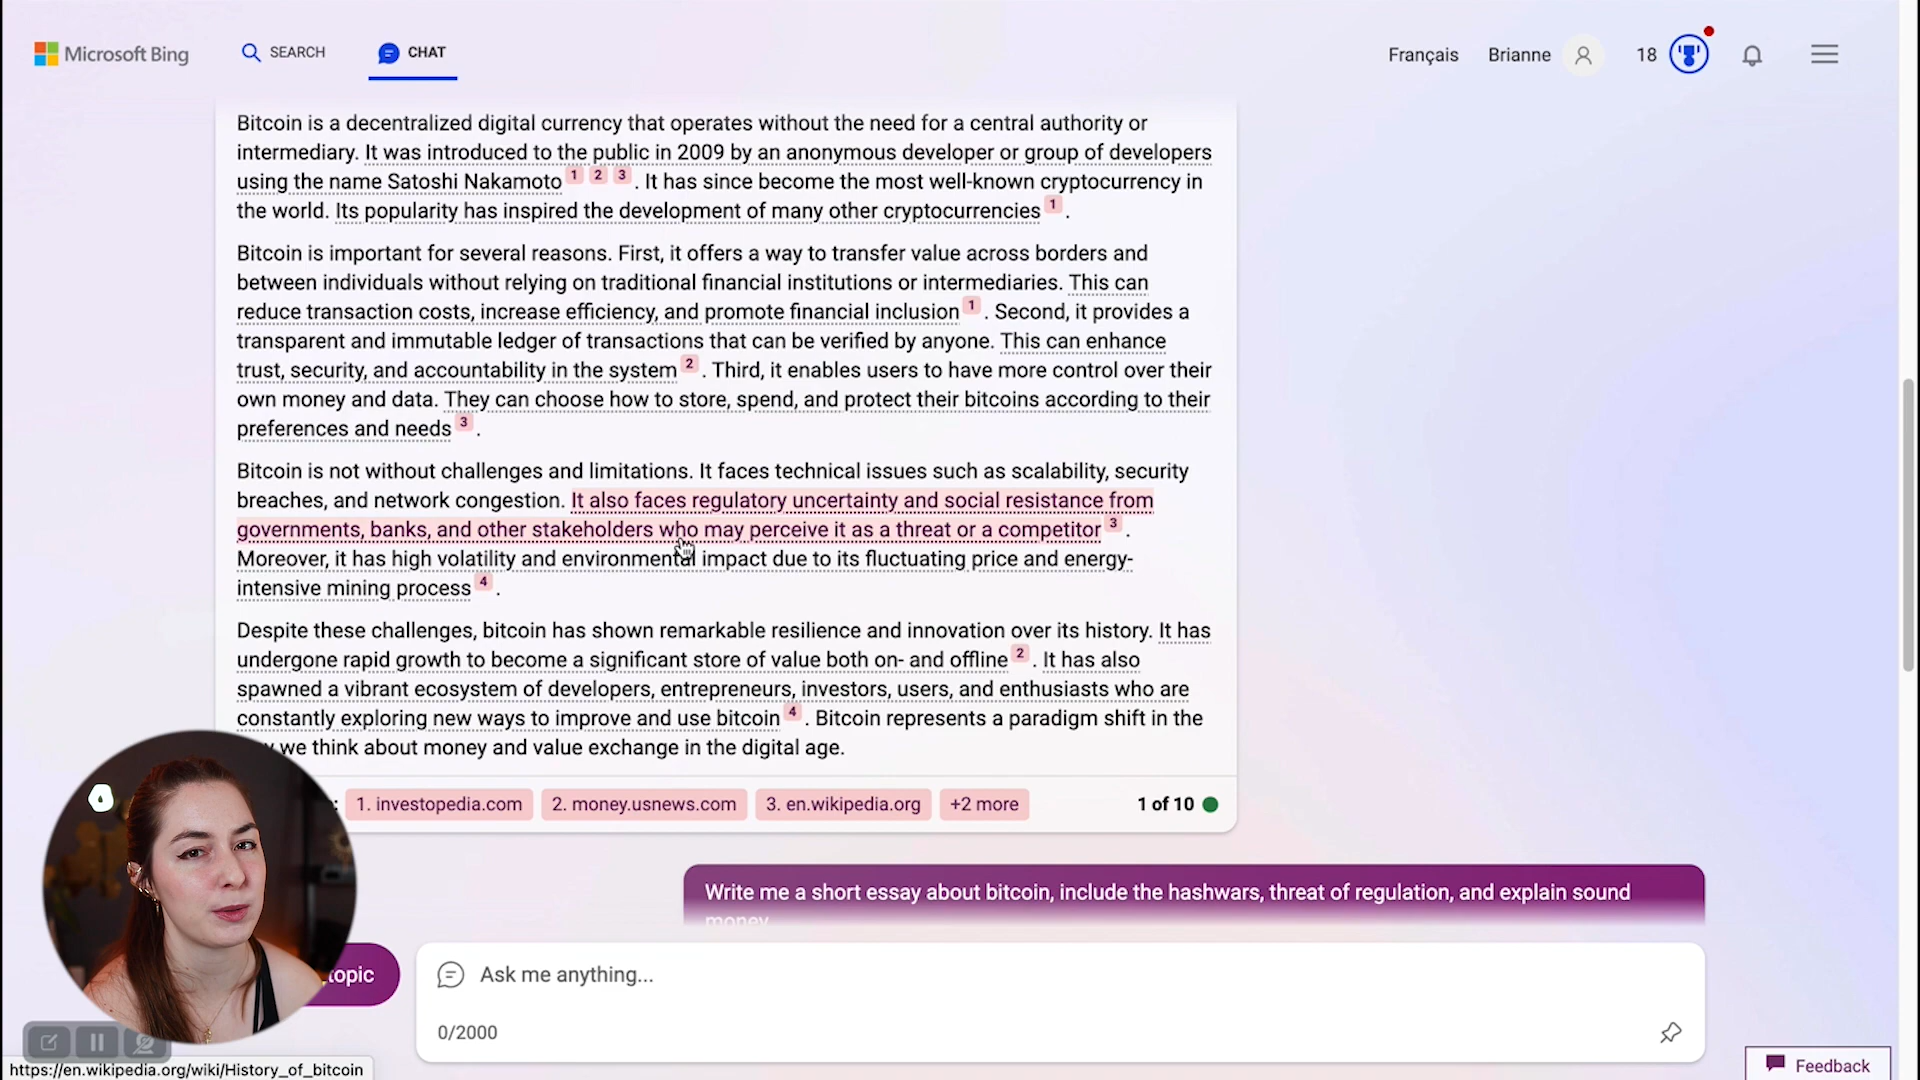 Microsoft Bing
SEARCH
CHAT
Français
Brianne
18
Bitcoin is a decentralized digital currency that operates without the need for a central authority or
intermediary. It was introduced to the public in 2009 by an anonymous developer or group of developers
using the name Satoshi Nakamoto 1 2 3 . It has since become the most well-known cryptocurrency in
the world. Its popularity has inspired the development of many other cryptocurrencies 1 .
Bitcoin is important for several reasons. First, it offers a way to transfer value across borders and
between individuals without relying on traditional financial institutions or intermediaries. This can
reduce transaction costs, increase efficiency, and promote financial inclusion 1 . Second, it provides a
transparent and immutable ledger of transactions that can be verified by anyone. This can enhance
trust, security, and accountability in the system 2 . Third, it enables users to have more control over their
own money and data. They can choose how to store, spend, and protect their bitcoins according to their
preferences and needs 3 .
Bitcoin is not without challenges and limitations. It faces technical issues such as scalability, security
breaches, and network congestion. It also faces regulatory uncertainty and social resistance from
governments, banks, and other stakeholders who may perceive it as a threat or a competitor 3 .
Moreover, it has high volatility and environmental impact due to its fluctuating price and energy-
intensive mining process 4 .
Despite these challenges, bitcoin has shown remarkable resilience and innovation over its history. It has
undergone rapid growth to become a significant store of value both on- and offline 2 . It has also
spawned a vibrant ecosystem of developers, entrepreneurs, investors, users, and enthusiasts who are
constantly exploring new ways to improve and use bitcoin 4 . Bitcoin represents a paradigm shift in the
we think about money and value exchange in the digital age.
: 1. investopedia.com 2. money.usnews.com 3. en.wikipedia.org +2 more 1 of 10
Write me a short essay about bitcoin, include the hashwars, threat of regulation, and explain sound
money
topic
Ask me anything...
0/2000
https://en.wikipedia.org/wiki/History_of_bitcoin
Feedback